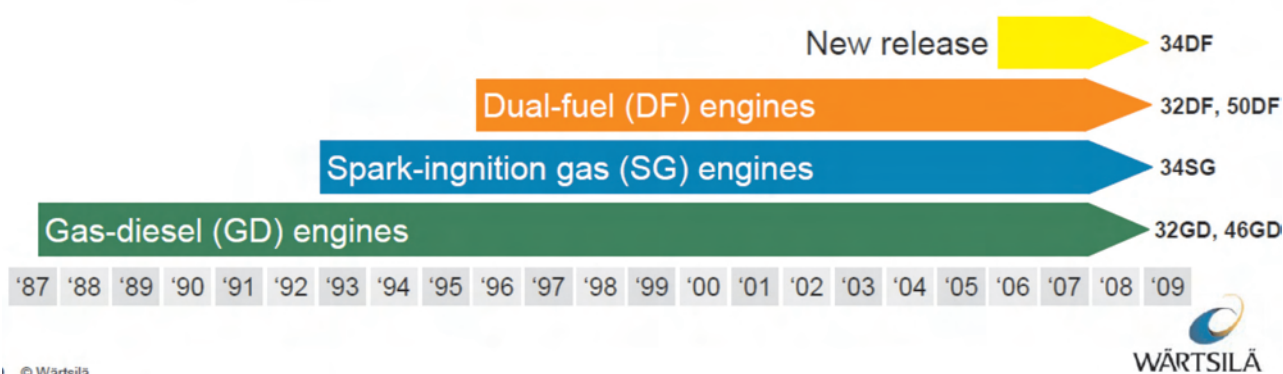 New release 34DF
Dual-fuel (DF) engines 32DF, 50DF
Spark-ingnition gas (SG) engines 34SG
Gas-diesel (GD) engines 32GD, 46GD
‘87 ‘88 ‘89 ‘90 ‘91 ‘92 ‘93 ‘94 ‘95 ‘96 ‘97 ‘98 ‘99 ‘00 ‘01 ‘02 ‘03 ‘04 ‘05 ‘06 ‘07 ‘08 ‘09
WÄRTSILÄ
© Wärtsilä